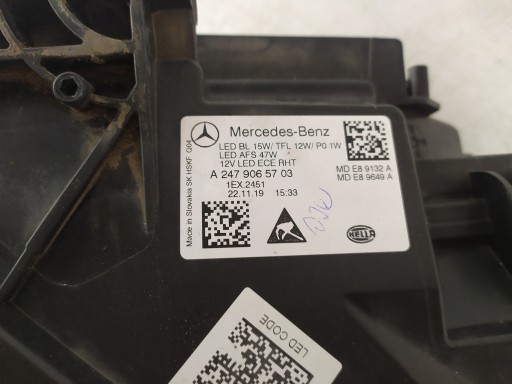 Mercedes-Benz
LED BL 15W/ TFL 12W/ PO 1W
LED AFS 47W
12V LED ECE RHT
A 247 906 57 03
1EX.2451
22.11.19 15:33
MD E8 9132 A
MD E8 9649 A
Made in Slovakia SK HSKF Q04
HELLA
LED CODE